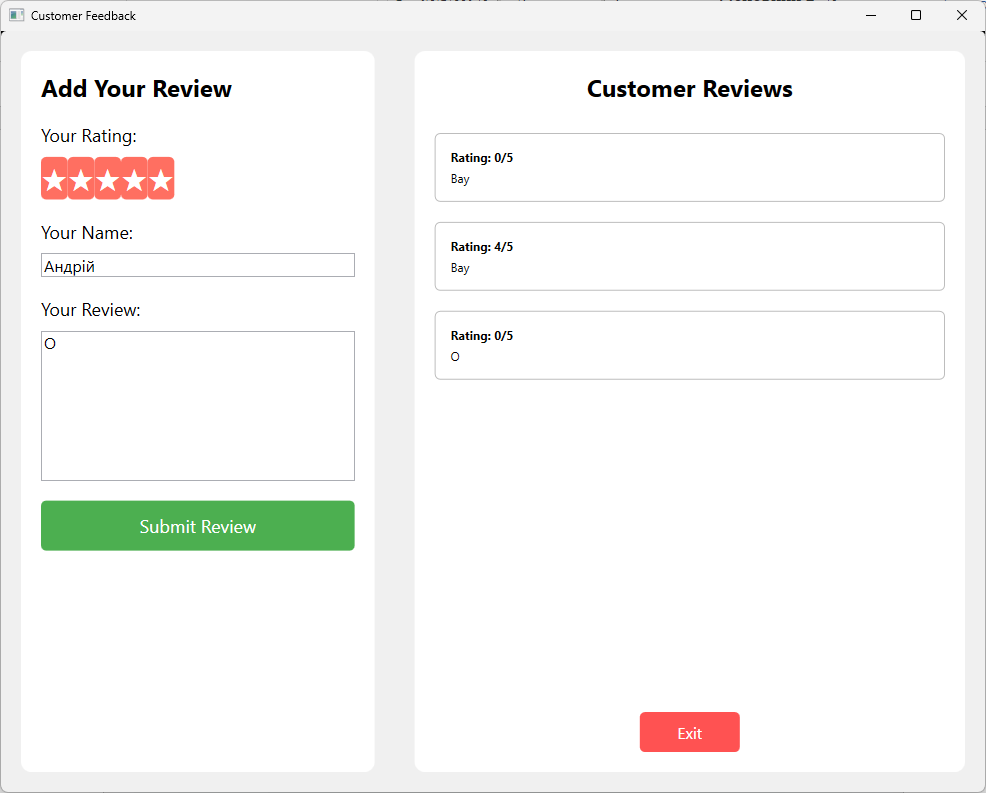 Customer Feedback
Add Your Review
Your Rating:
★★★★★
Your Name:
Андрій
Your Review:
O
Submit Review
Customer Reviews
Rating: 0/5
Bay
Rating: 4/5
Bay
Rating: 0/5
O
Exit